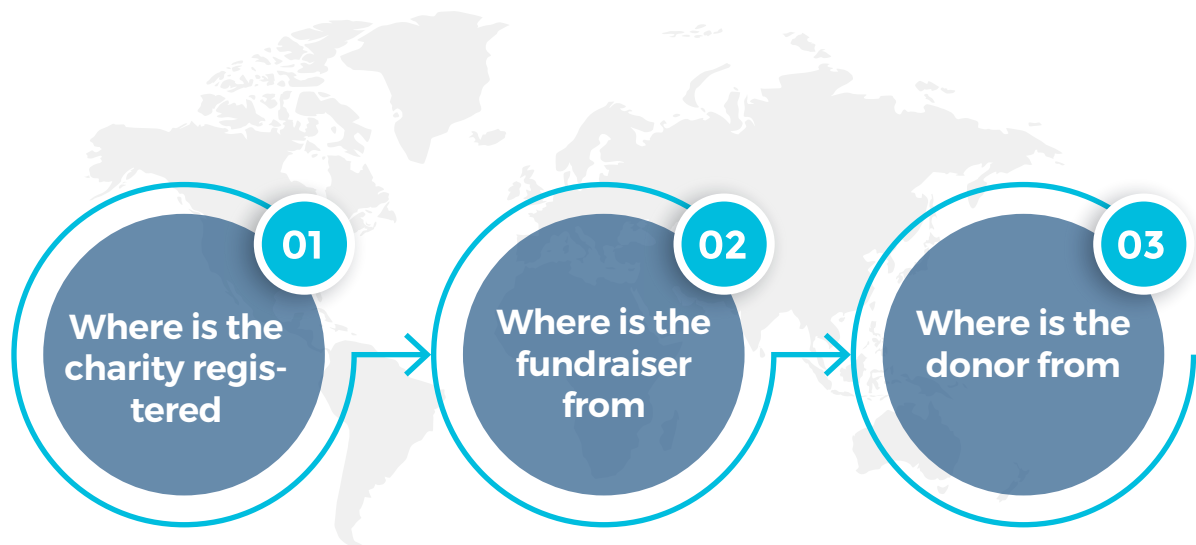 01
Where is the
charity regis-
tered
02
Where is the
fundraiser
from
03
Where is the
donor from